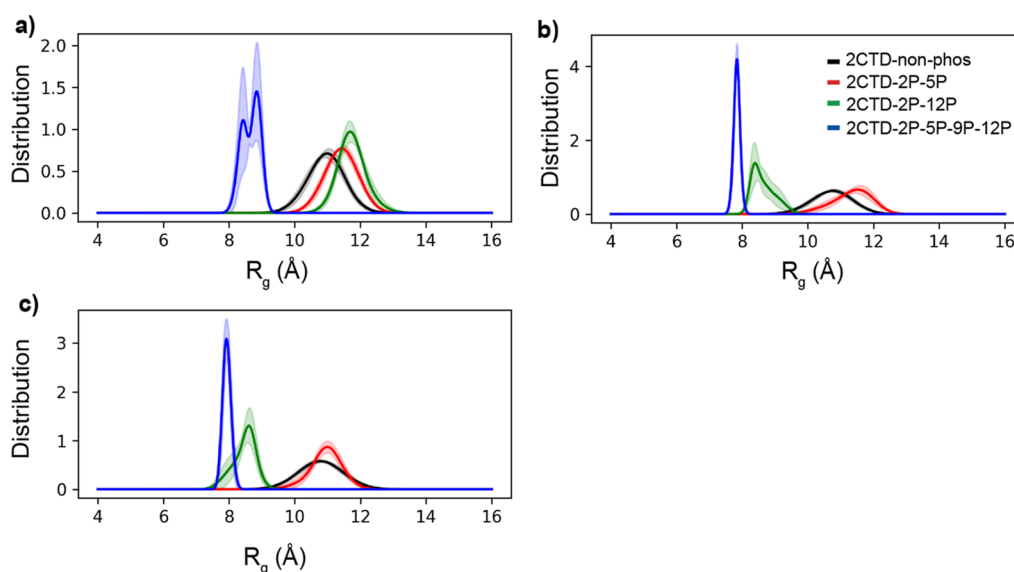 a)
2.0
1.5
1.0
0.5
0.0
Distribution
4 6 8 10 12 14 16
Rg (Å)
b)
4
2
0
Distribution
2CTD-non-phos
2CTD-2P-5P
2CTD-2P-12P
2CTD-2P-5P-9P-12P
4 6 8 10 12 14 16
Rg (Å)
c)
3
2
1
0
Distribution
4 6 8 10 12 14 16
Rg (Å)